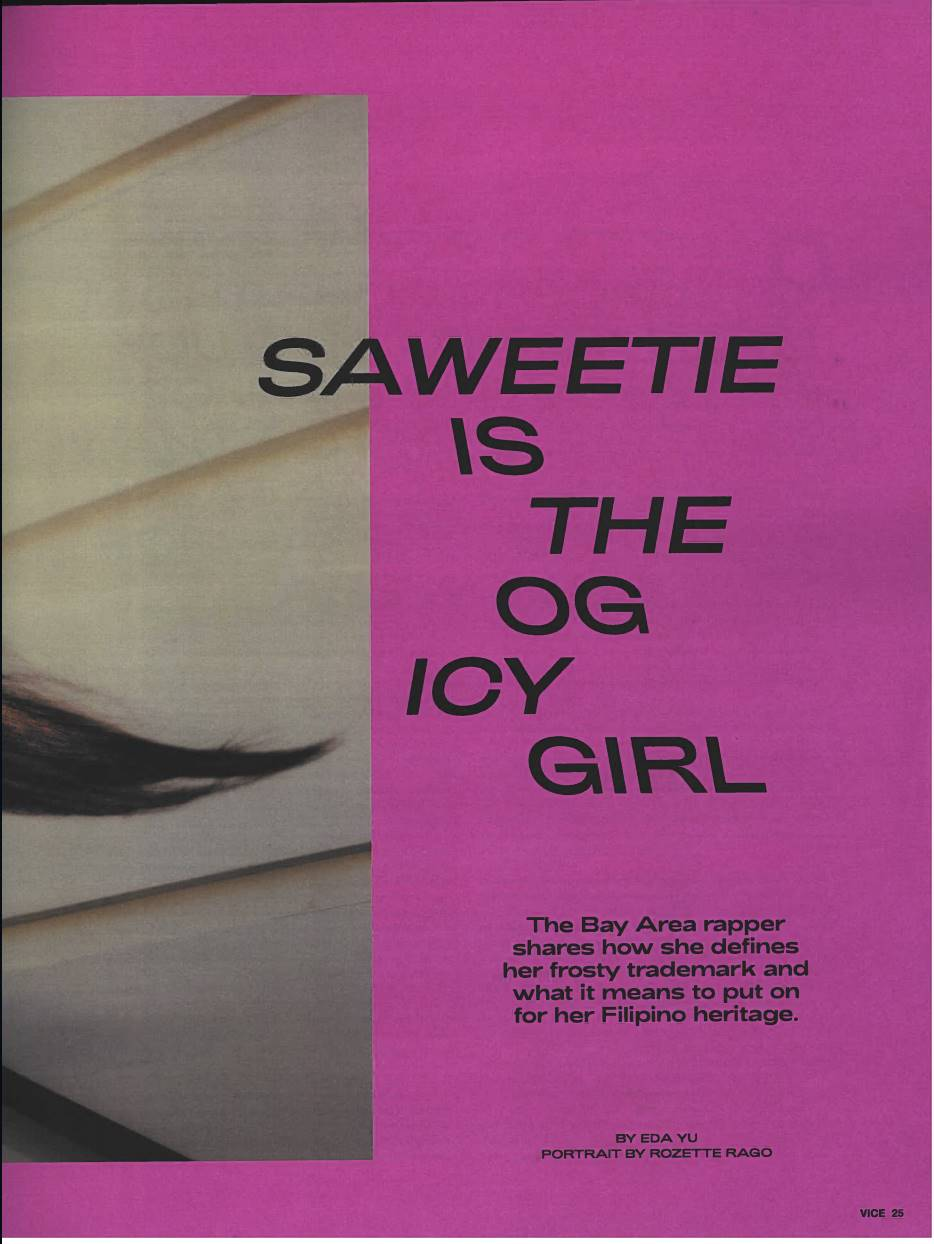 SAWEETIE
IS
THE
OG
ICY
GIRL
The Bay Area rapper
shares how she defines
her frosty trademark and
what it means to put on
for her Filipino heritage.
BY EDA YU
PORTRAIT BY ROZETTE RAGO
VICE 25